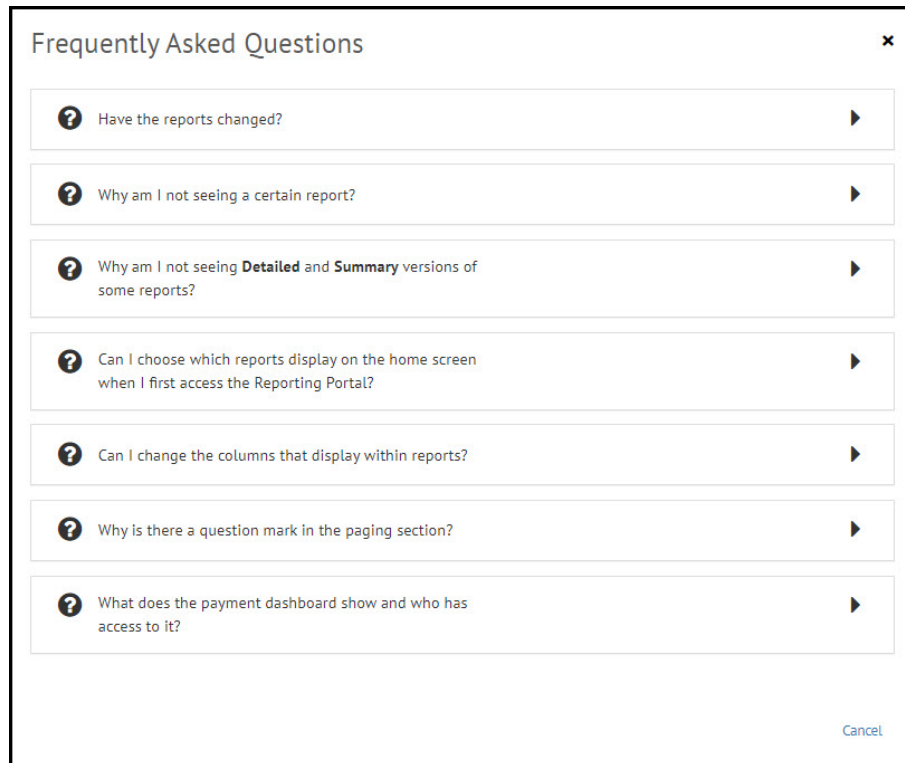 Frequently Asked Questions
Have the reports changed?
Why am I not seeing a certain report?
Why am I not seeing Detailed and Summary versions of
some reports?
Can I choose which reports display on the home screen
when I first access the Reporting Portal?
Can I change the columns that display within reports?
Why is there a question mark in the paging section?
What does the payment dashboard show and who has
access to it?
Cancel